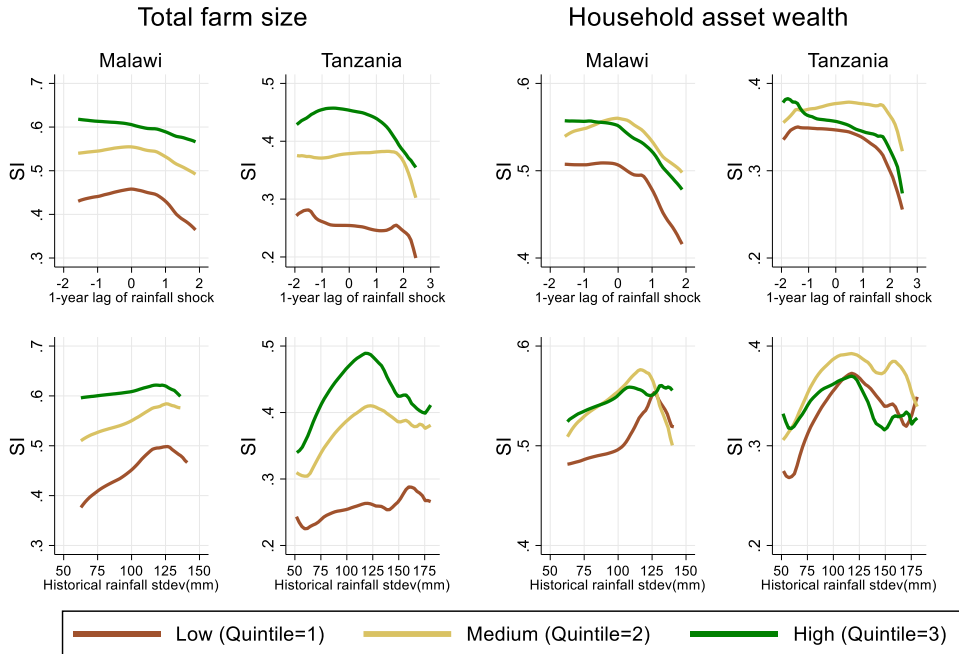 Total farm size
Household asset wealth
Malawi
Tanzania
Malawi
Tanzania
SI
.3 .4 .5 .6 .7
-2 -1 0 1 2
1-year lag of rainfall shock
SI
.2 .3 .4 .5
-2 -1 0 1 2 3
1-year lag of rainfall shock
SI
.4 .5 .6
-2 -1 0 1 2
1-year lag of rainfall shock
SI
.2 .3 .4
-2 -1 0 1 2 3
1-year lag of rainfall shock
SI
.3 .4 .5 .6 .7
50 75 100 125 150
Historical rainfall stdev(mm)
SI
.2 .3 .4 .5
50 75 100 125 150 175
Historical rainfall stdev(mm)
SI
.4 .5 .6
50 75 100 125 150
Historical rainfall stdev(mm)
SI
.2 .3 .4
50 75 100 125 150 175
Historical rainfall stdev(mm)
Low (Quintile=1)
Medium (Quintile=2)
High (Quintile=3)